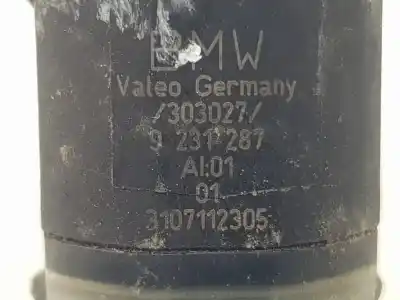 BMW
Valeo Germany
/303027/
9 231 287
AI:01
01
3107112305